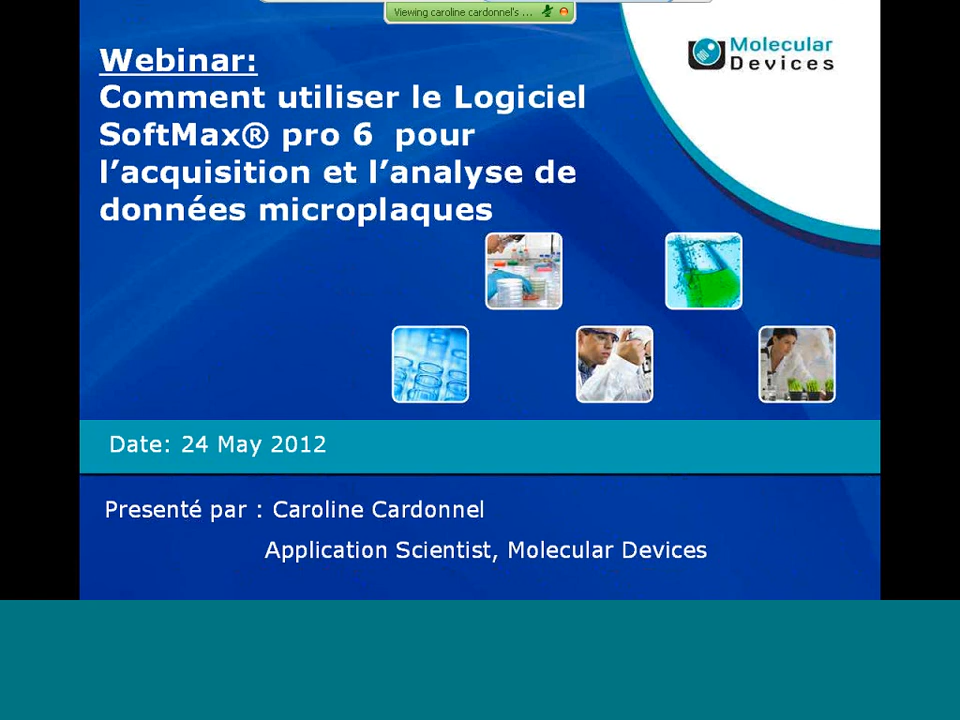 Viewing caroline cardonnel's ...
Molecular
Devices
Webinar:
Comment utiliser le Logiciel
SoftMax® pro 6 pour
l’acquisition et l’analyse de
données microplaques
Date: 24 May 2012
Presenté par : Caroline Cardonnel
Application Scientist, Molecular Devices